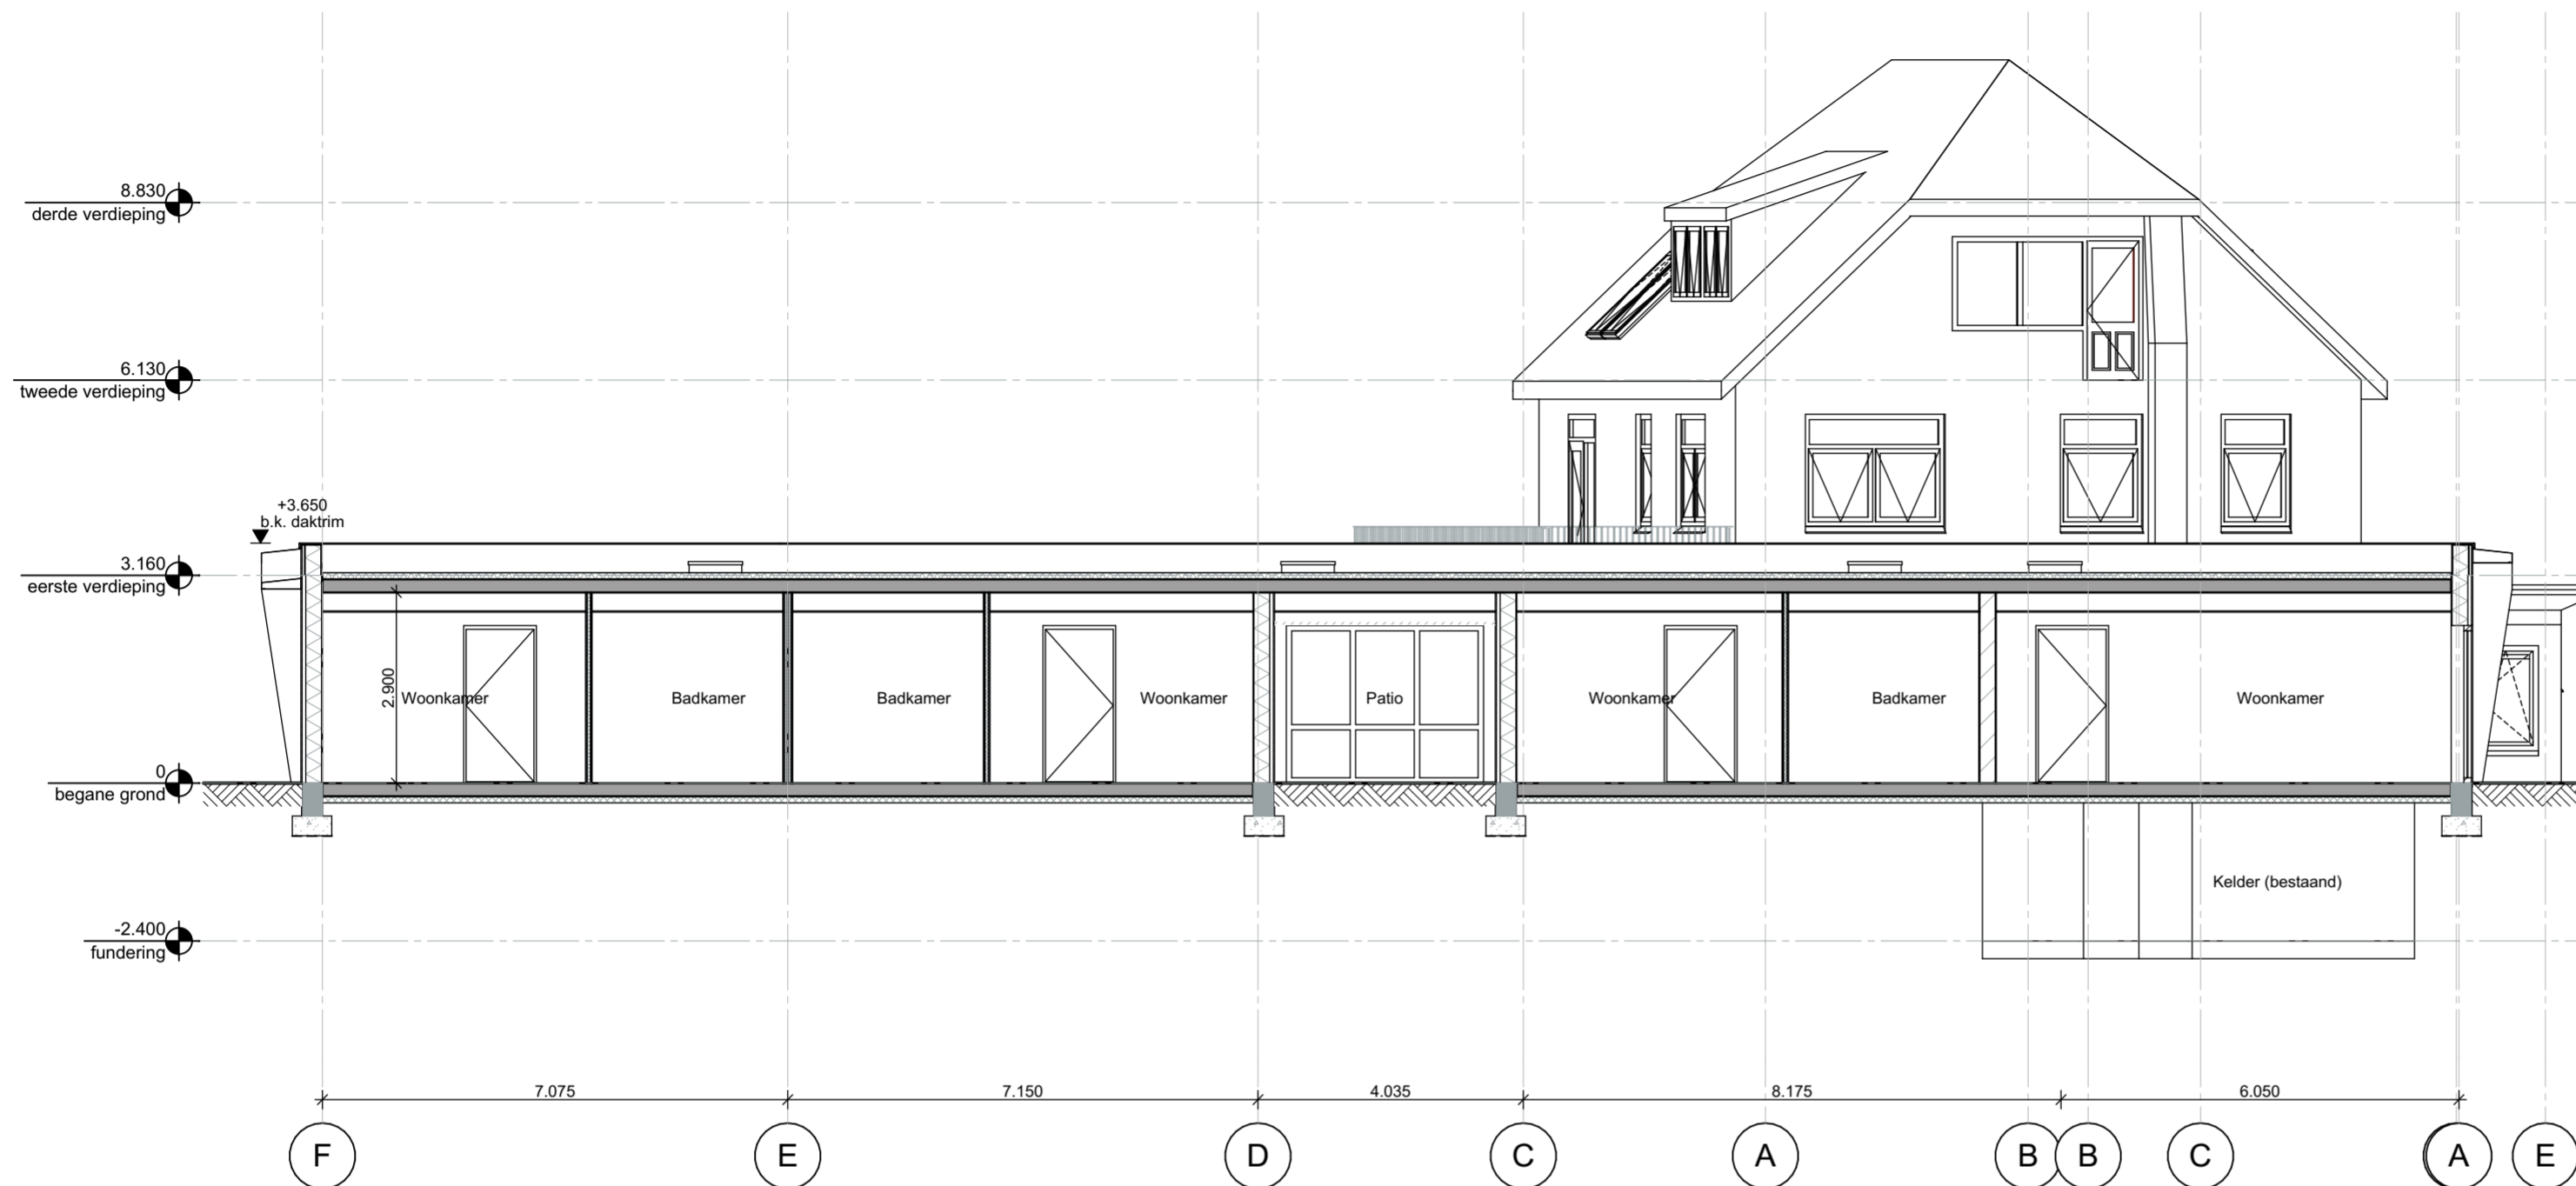 8.830
derde verdieping
6.130
tweede verdieping
+3.650
b.k. daktrim
3.160
eerste verdieping
2.900
Woonkamer
Badkamer
Badkamer
Woonkamer
Patio
Woonkamer
Badkamer
Woonkamer
0
begane grond
Kelder (bestaand)
-2.400
fundering
7.075
7.150
4.035
8.175
6.050
F
E
D
C
A
B
B
C
A
E